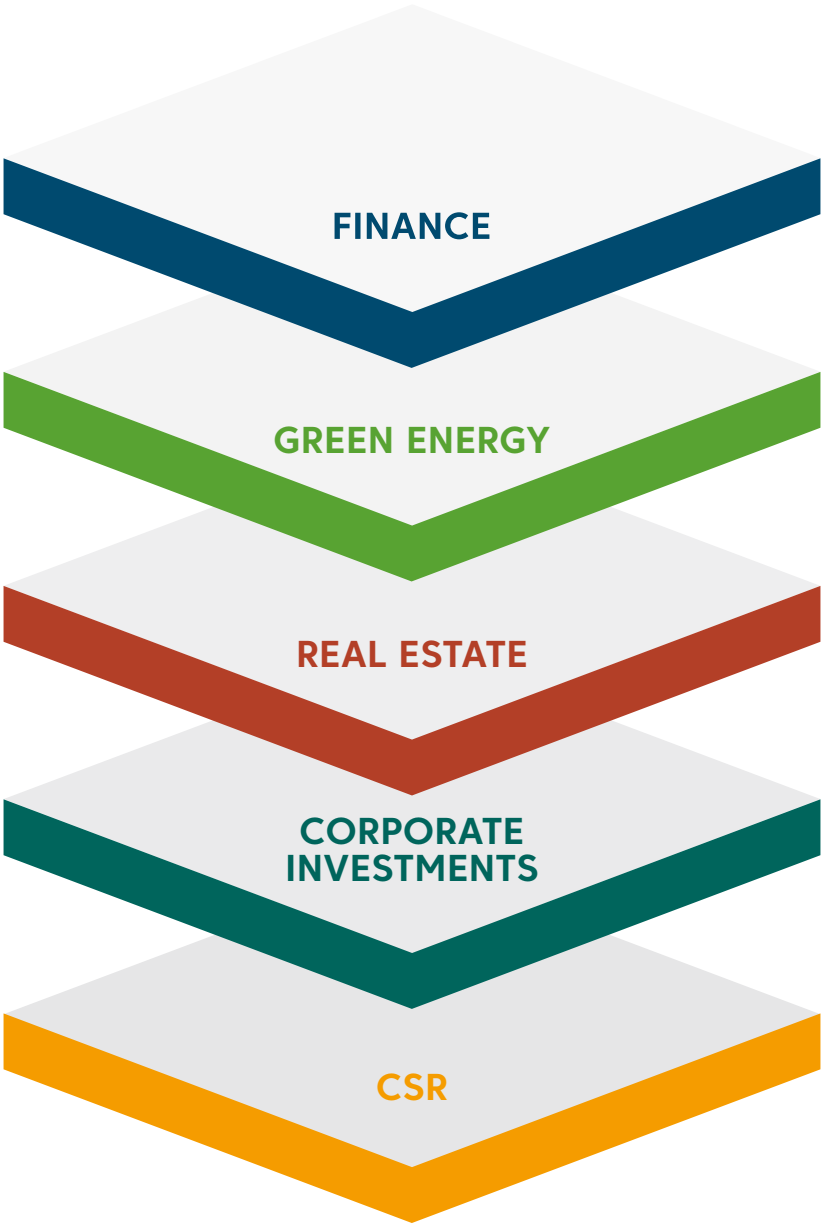 FINANCE
GREEN ENERGY
REAL ESTATE
CORPORATE
INVESTMENTS
CSR